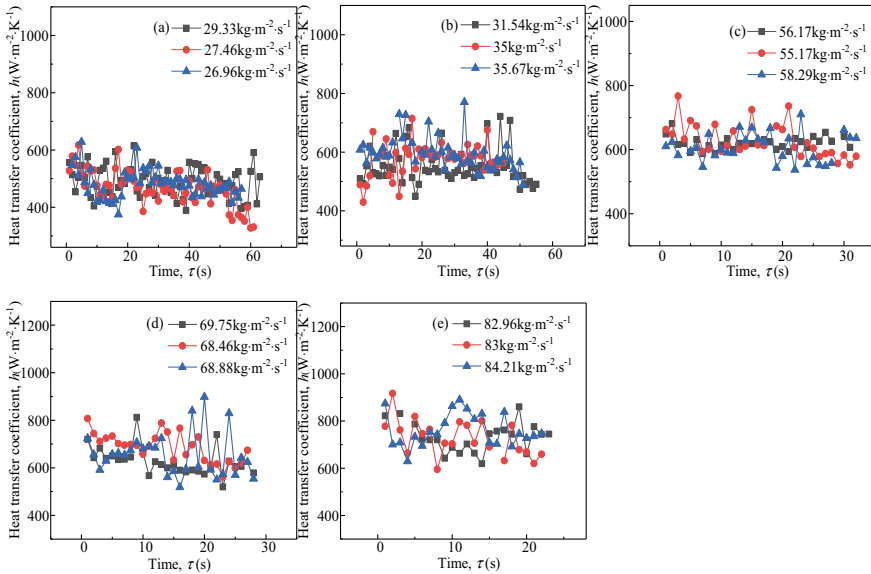 (a)
29.33kg·m⁻²·s⁻¹
27.46kg·m⁻²·s⁻¹
26.96kg·m⁻²·s⁻¹
Heat transfer coefficient, h(W·m⁻²·K⁻¹)
1000
800
600
400
0 20 40 60
Time, τ(s)
(b)
31.54kg·m⁻²·s⁻¹
35kg·m⁻²·s⁻¹
35.67kg·m⁻²·s⁻¹
Heat transfer coefficient, h(W·m⁻²·K⁻¹)
1000
800
600
400
0 20 40 60
Time, τ(s)
(c)
56.17kg·m⁻²·s⁻¹
55.17kg·m⁻²·s⁻¹
58.29kg·m⁻²·s⁻¹
Heat transfer coefficient, h(W·m⁻²·K⁻¹)
1000
800
600
400
0 10 20 30
Time, τ(s)
(d)
69.75kg·m⁻²·s⁻¹
68.46kg·m⁻²·s⁻¹
68.88kg·m⁻²·s⁻¹
Heat transfer coefficient, h(W·m⁻²·K⁻¹)
1200
1000
800
600
400
0 10 20 30
Time, τ(s)
(e)
82.96kg·m⁻²·s⁻¹
83kg·m⁻²·s⁻¹
84.21kg·m⁻²·s⁻¹
Heat transfer coefficient, h(W·m⁻²·K⁻¹)
1200
1000
800
600
400
0 10 20
Time, τ(s)